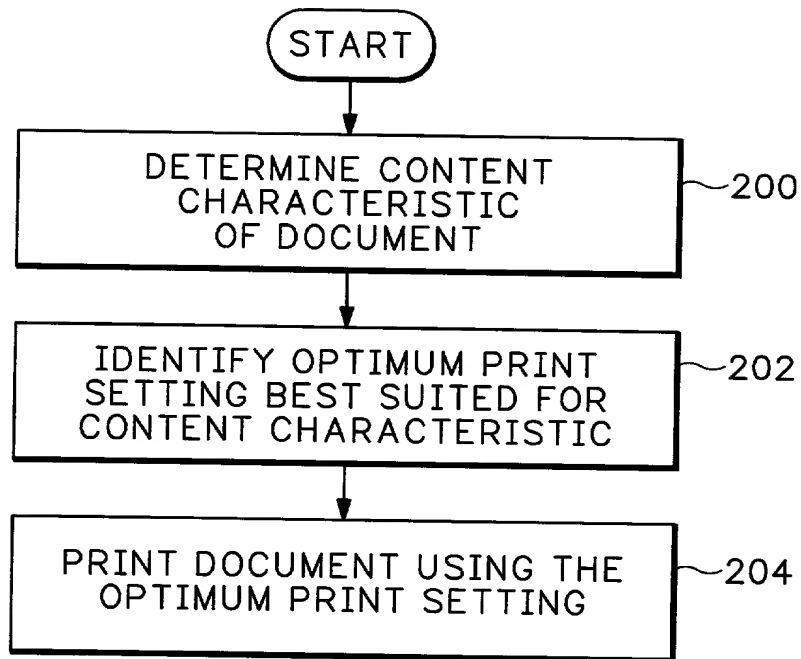 START
DETERMINE CONTENT
CHARACTERISTIC
OF DOCUMENT
200
IDENTIFY OPTIMUM PRINT
SETTING BEST SUITED FOR
CONTENT CHARACTERISTIC
202
PRINT DOCUMENT USING THE
OPTIMUM PRINT SETTING
204